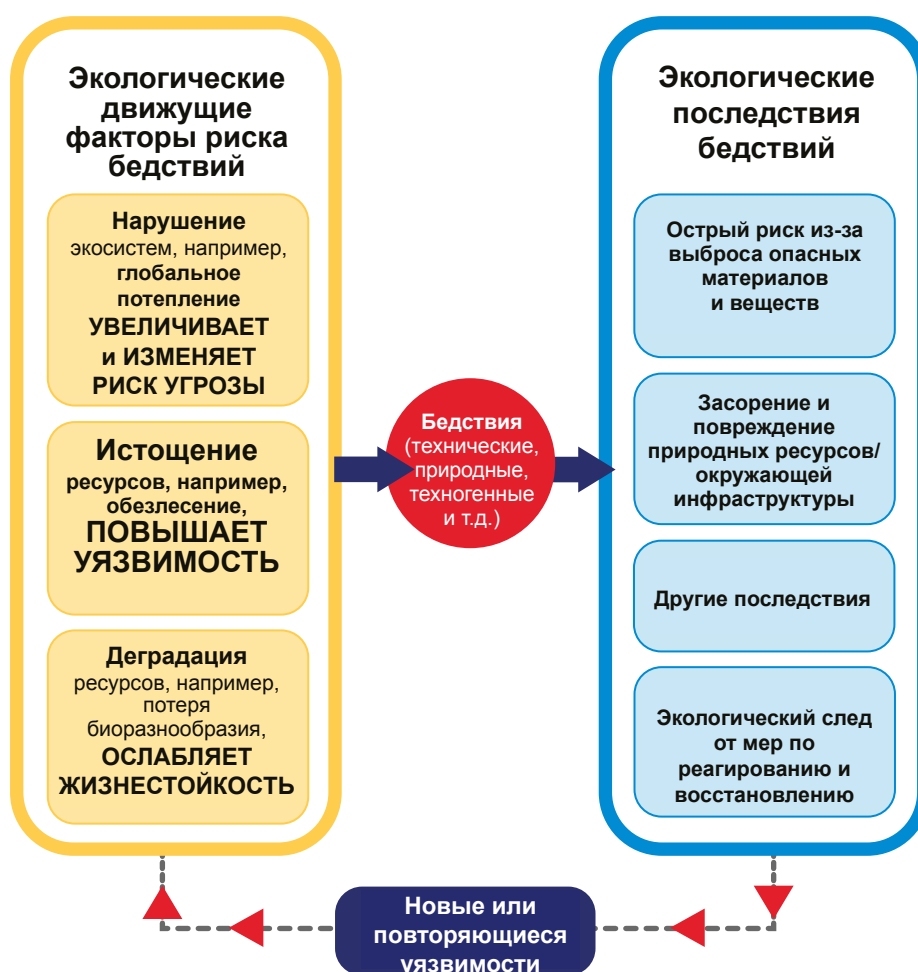 Экологические
движущие
факторы риска
бедствий
Нарушение
экосистем, например,
глобальное
потепление
УВЕЛИЧИВАЕТ
и ИЗМЕНЯЕТ
РИСК УГРОЗЫ
Истощение
ресурсов, например,
обезлесение,
ПОВЫШАЕТ
УЯЗВИМОСТЬ
Деградация
ресурсов, например,
потеря
биоразнообразия,
ОСЛАБЛЯЕТ
ЖИЗНЕСТОЙКОСТЬ
Бедствия
(технические,
природные,
техногенные
и т.д.)
Экологические
последствия
бедствий
Острый риск из-за
выброса опасных
материалов
и веществ
Засорение и
повреждение
природных ресурсов/
окружающей
инфраструктуры
Другие последствия
Экологический след
от мер по
реагированию и
восстановлению
Новые или
повторяющиеся
уязвимости